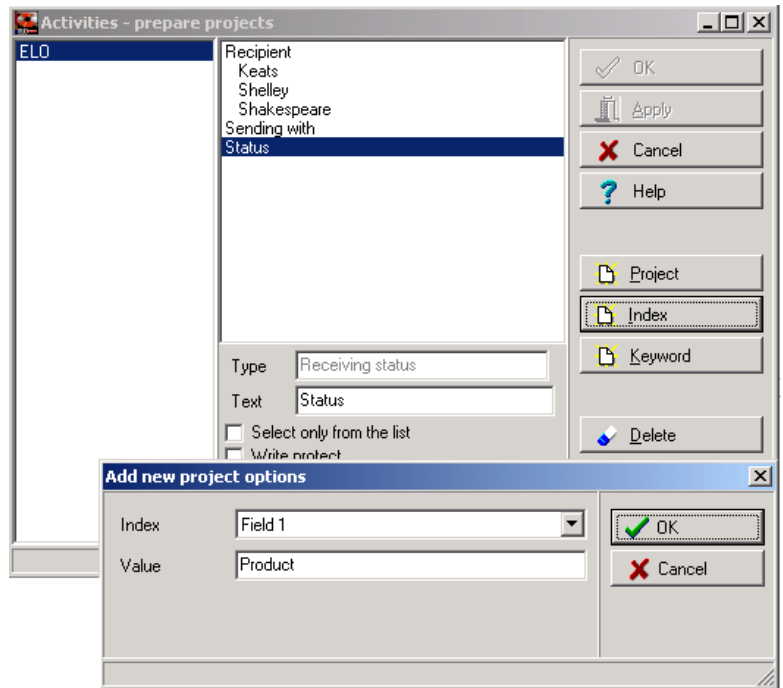 Activities - prepare projects
ELO
Recipient
Keats
Shelley
Shakespeare
Sending with
Status
OK
Apply
Cancel
Help
Project
Index
Keyword
Delete
Type Receiving status
Text Status
Select only from the list
Write protect
Add new project options
Index Field 1
Value Product
OK
Cancel